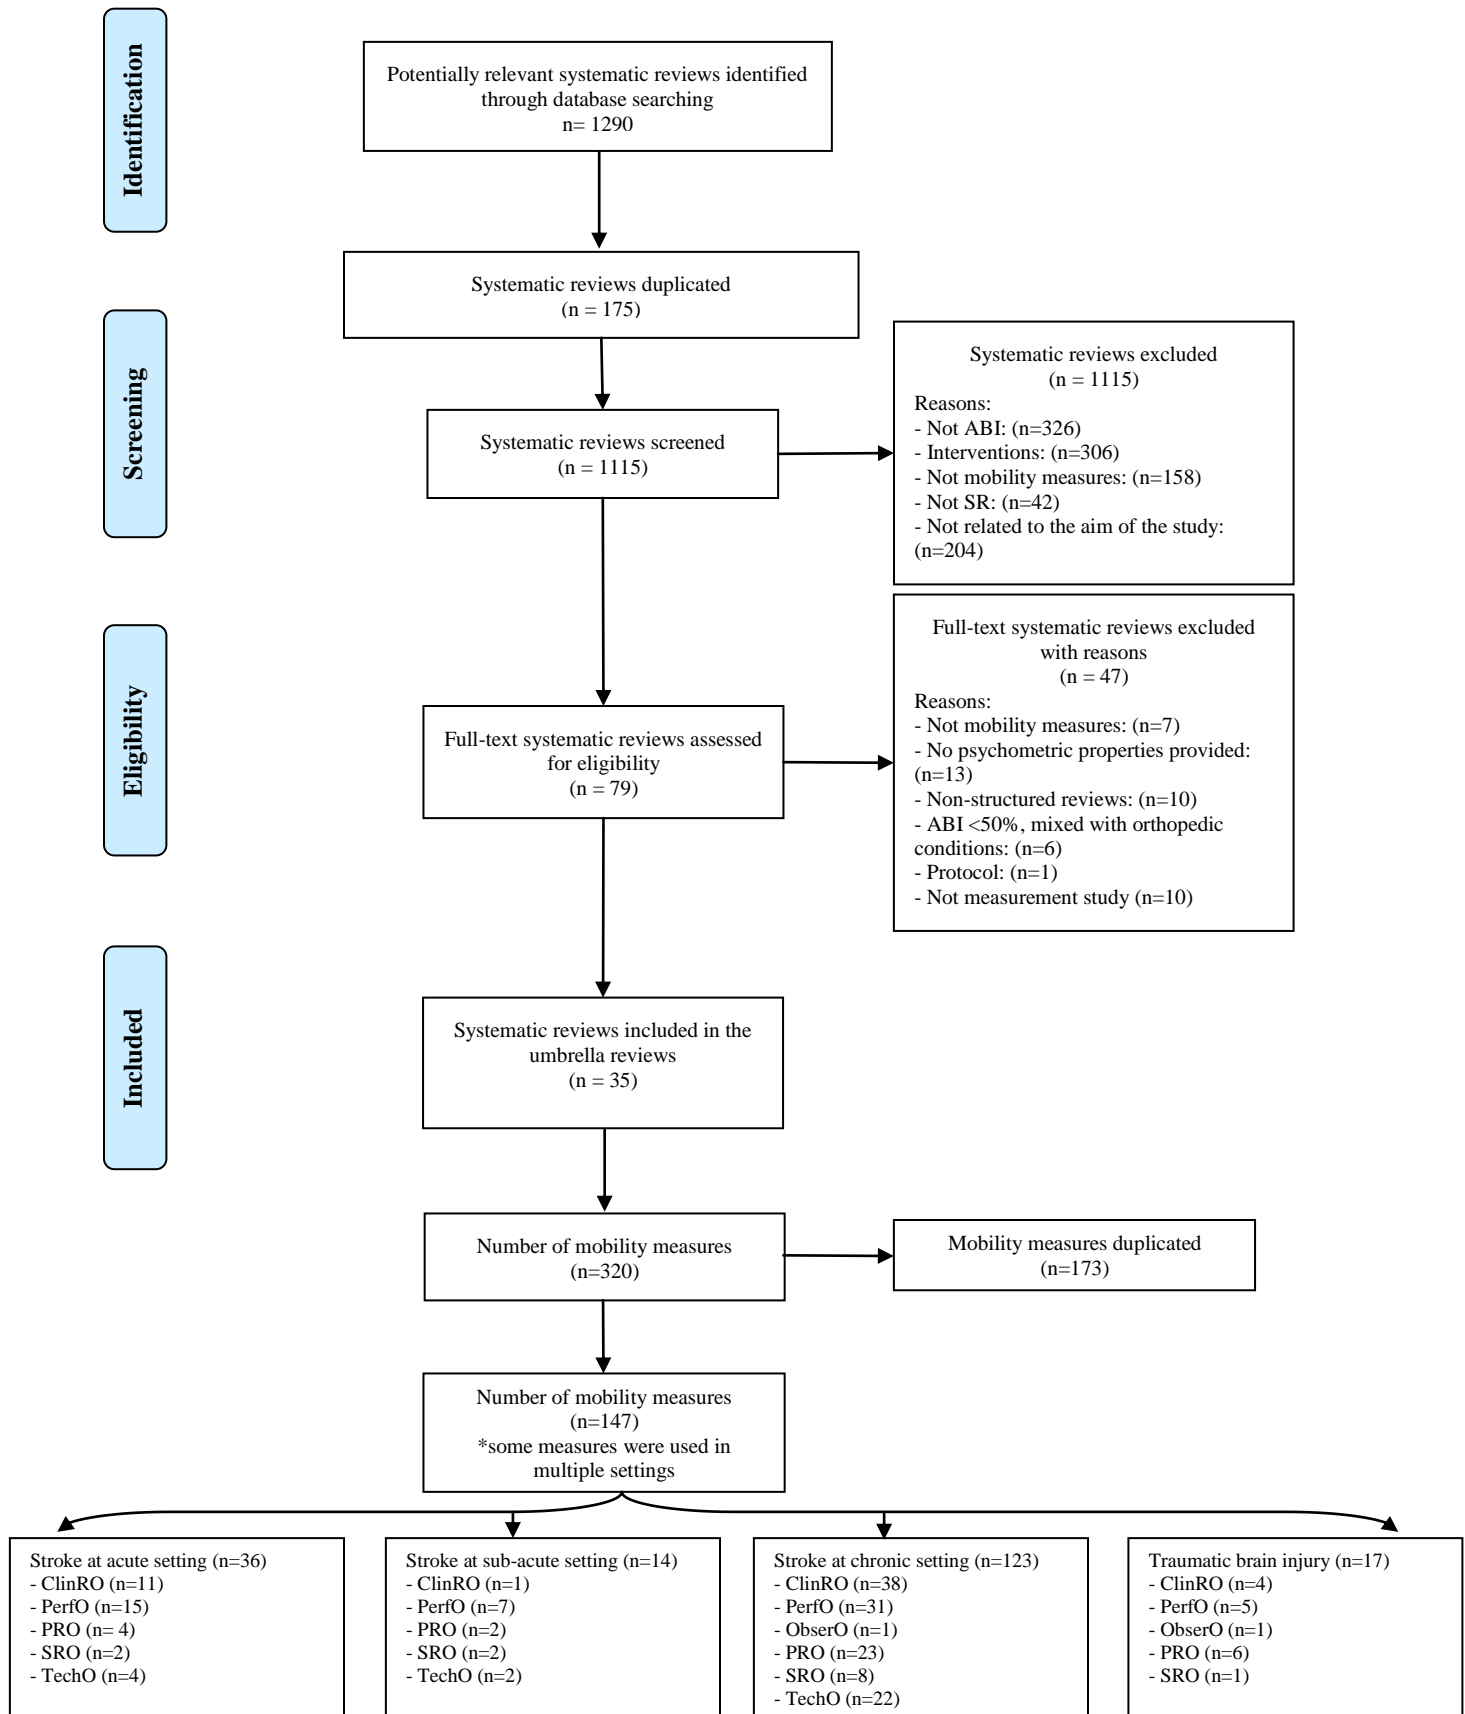 Identification
Potentially relevant systematic reviews identified
through database searching
n= 1290
Systematic reviews duplicated
(n = 175)
Screening
Systematic reviews screened
(n = 1115)
Systematic reviews excluded
(n = 1115)
Reasons:
- Not ABI: (n=326)
- Interventions: (n=306)
- Not mobility measures: (n=158)
- Not SR: (n=42)
- Not related to the aim of the study:
(n=204)
Eligibility
Full-text systematic reviews assessed
for eligibility
(n = 79)
Full-text systematic reviews excluded
with reasons
(n = 47)
Reasons:
- Not mobility measures: (n=7)
- No psychometric properties provided:
(n=13)
- Non-structured reviews: (n=10)
- ABI <50%, mixed with orthopedic
conditions: (n=6)
- Protocol: (n=1)
- Not measurement study (n=10)
Included
Systematic reviews included in the
umbrella reviews
(n = 35)
Number of mobility measures
(n=320)
Mobility measures duplicated
(n=173)
Number of mobility measures
(n=147)
*some measures were used in
multiple settings
Stroke at acute setting (n=36)
- ClinRO (n=11)
- PerfO (n=15)
- PRO (n= 4)
- SRO (n=2)
- TechO (n=4)
Stroke at sub-acute setting (n=14)
- ClinRO (n=1)
- PerfO (n=7)
- PRO (n=2)
- SRO (n=2)
- TechO (n=2)
Stroke at chronic setting (n=123)
- ClinRO (n=38)
- PerfO (n=31)
- ObserO (n=1)
- PRO (n=23)
- SRO (n=8)
- TechO (n=22)
Traumatic brain injury (n=17)
- ClinRO (n=4)
- PerfO (n=5)
- ObserO (n=1)
- PRO (n=6)
- SRO (n=1)